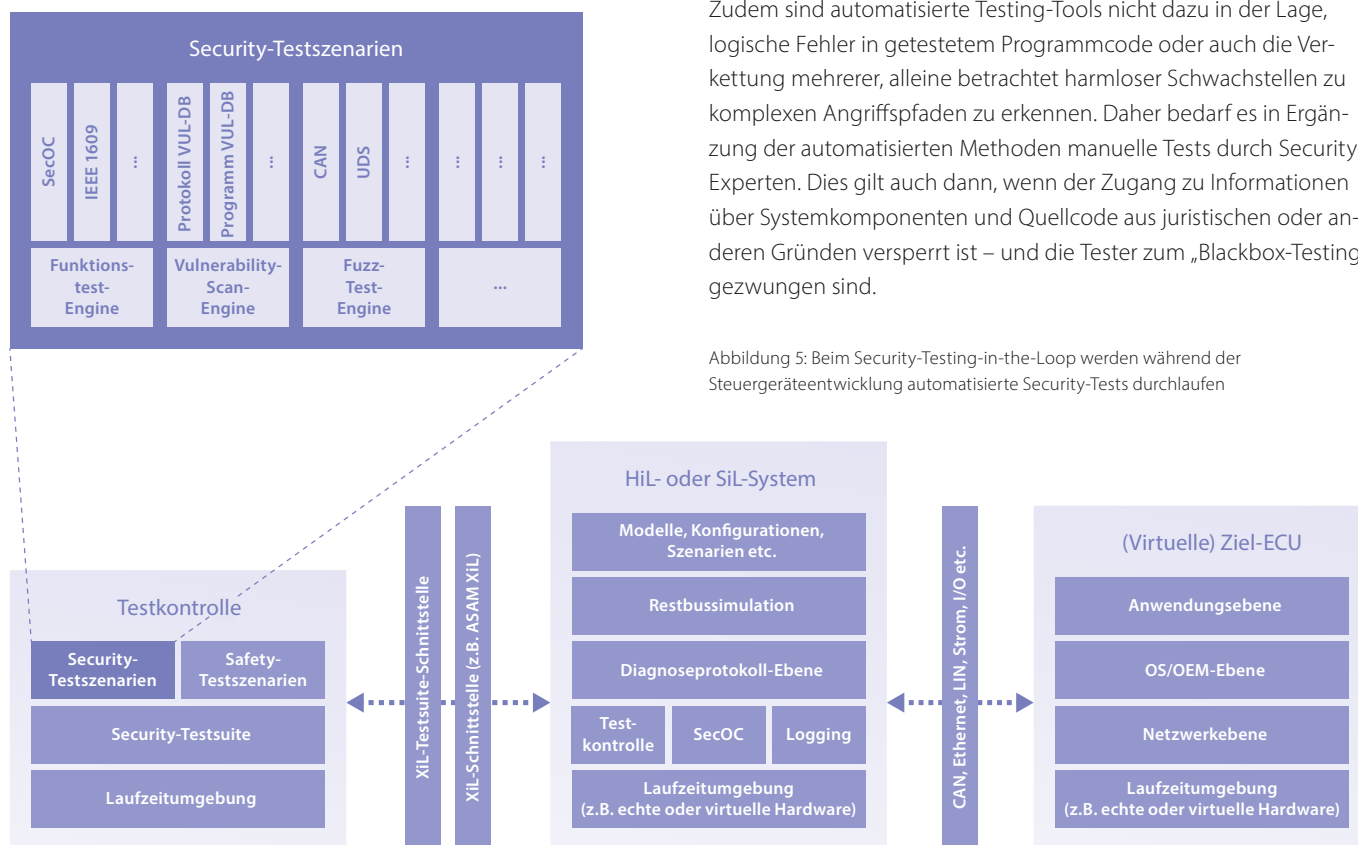 Security-Testszenarien
SecOC
IEEE 1609
...
Protokoll VUL-DB
Programm VUL-DB
...
CAN
UDS
...
...
...
...
Funktions-
test-
Engine
Vulnerability-
Scan-
Engine
Fuzz-
Test-
Engine
...
Zudem sind automatisierte Testing-Tools nicht dazu in der Lage,
logische Fehler in getestetem Programmcode oder auch die Ver-
kettung mehrerer, alleine betrachtet harmloser Schwachstellen zu
komplexen Angriffspfaden zu erkennen. Daher bedarf es in Ergän-
zung der automatisierten Methoden manuelle Tests durch Security
Experten. Dies gilt auch dann, wenn der Zugang zu Informationen
über Systemkomponenten und Quellcode aus juristischen oder an-
deren Gründen versperrt ist – und die Tester zum „Blackbox-Testing
gezwungen sind.
Abbildung 5: Beim Security-Testing-in-the-Loop werden während der
Steuergeräteentwicklung automatisierte Security-Tests durchlaufen
Testkontrolle
Security-
Testszenarien
Safety-
Testszenarien
Security-Testsuite
Laufzeitumgebung
XiL-Testsuite-Schnittstelle
XiL-Schnittstelle (z.B. ASAM XiL)
HiL- oder SiL-System
Modelle, Konfigurationen,
Szenarien etc.
Restbussimulation
Diagnoseprotokoll-Ebene
Test-
kontrolle
SecOC
Logging
Laufzeitumgebung
(z.B. echte oder virtuelle Hardware)
CAN, Ethernet, LIN, Strom, I/O etc.
(Virtuelle) Ziel-ECU
Anwendungsebene
OS/OEM-Ebene
Netzwerkebene
Laufzeitumgebung
(z.B. echte oder virtuelle Hardware)